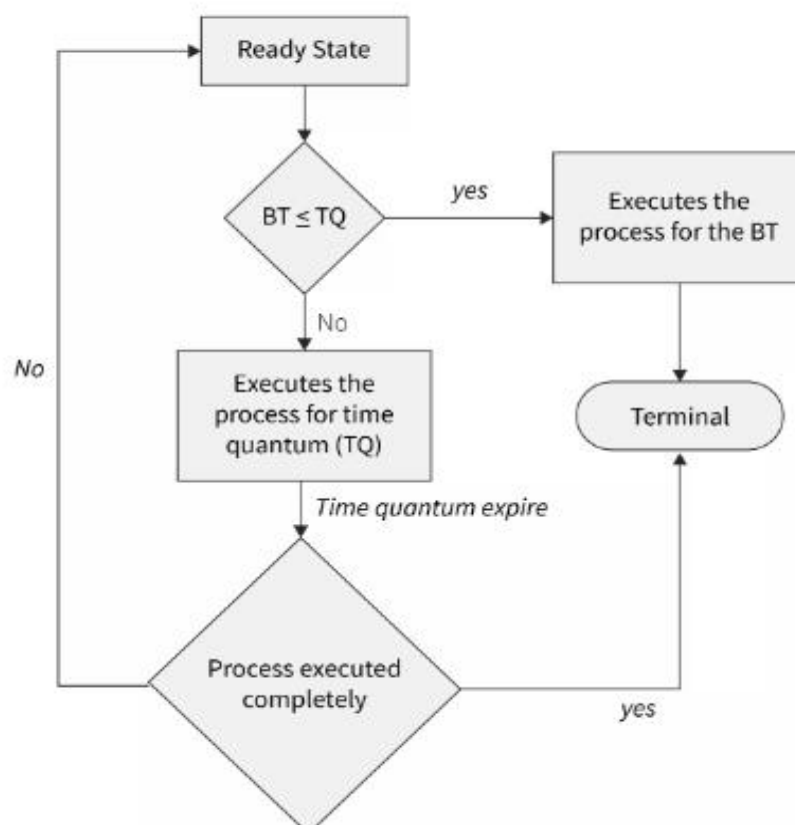 Ready State
BT ≤ TQ
yes
Executes the
process for the BT
No
No
Executes the
process for time
quantum (TQ)
Terminal
Time quantum expire
Process executed
completely
yes